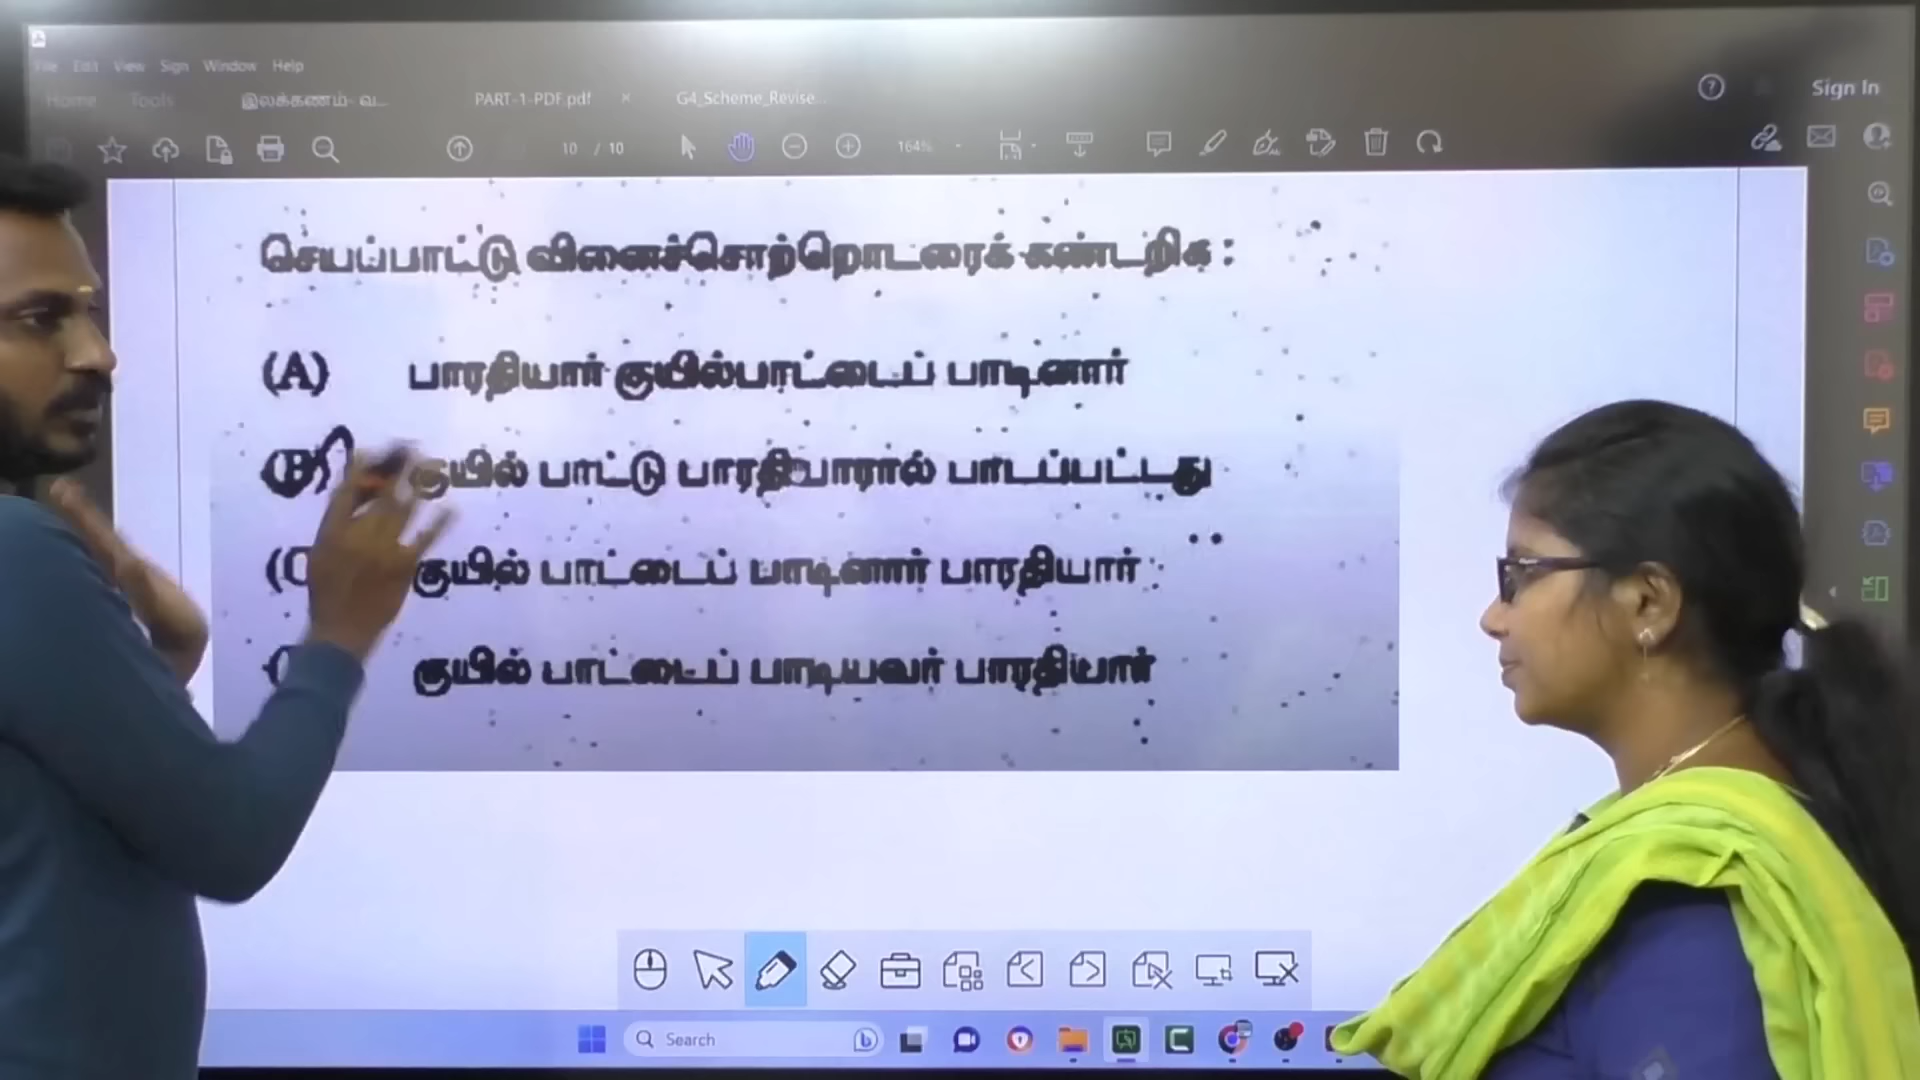 File Edit View Sign Window Help
Home Tools இலக்கணம்- வ... PART-1-PDF.pdf × G4_Scheme_Revise... Sign In
10 / 10 164%
செயப்பாட்டு வினைச்சொற்றொடரைக் கண்டறிக :
(A) பாரதியார் குயில்பாட்டைப் பாடினார்
(B) குயில் பாட்டு பாரதியாரால் பாடப்பட்டது
(C குயில் பாட்டைப் பாடினார் பாரதியார்
குயில் பாட்டைப் பாடியவர் பாரதியார்
Search